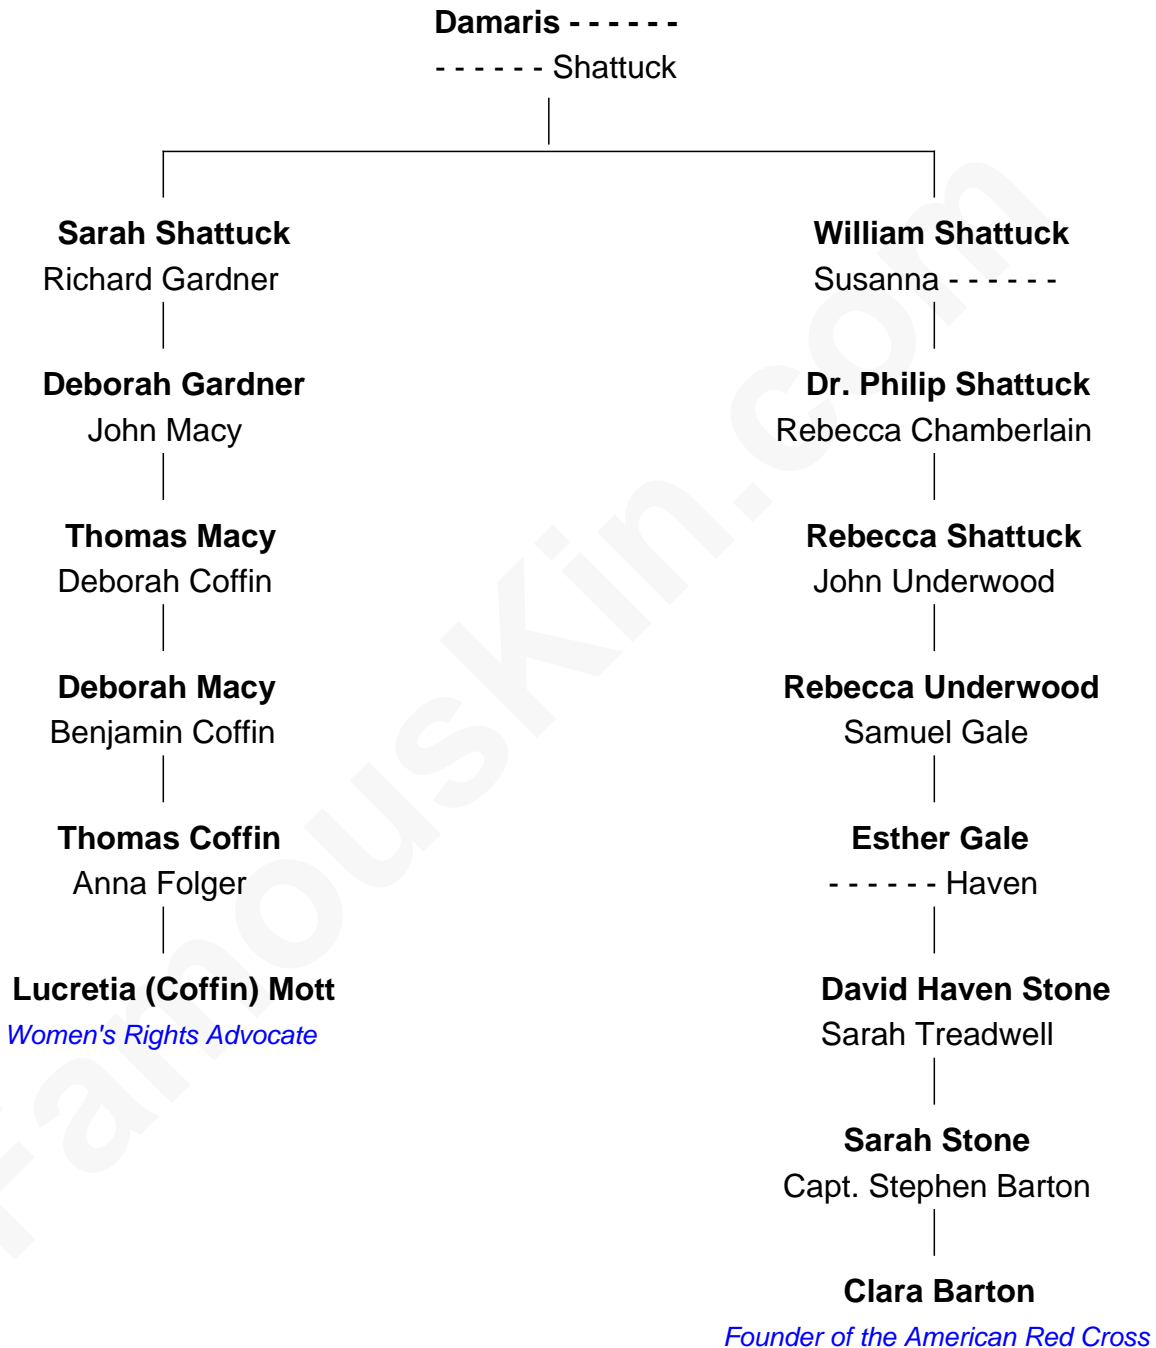 Damaris - - - - - -
- - - - - - Shattuck
Sarah Shattuck
Richard Gardner
William Shattuck
Susanna - - - - - -
Deborah Gardner
John Macy
Dr. Philip Shattuck
Rebecca Chamberlain
Thomas Macy
Deborah Coffin
Rebecca Shattuck
John Underwood
Deborah Macy
Benjamin Coffin
Rebecca Underwood
Samuel Gale
Thomas Coffin
Anna Folger
Esther Gale
- - - - - - Haven
Lucretia (Coffin) Mott
Women's Rights Advocate
David Haven Stone
Sarah Treadwell
Sarah Stone
Capt. Stephen Barton
Clara Barton
Founder of the American Red Cross
FamousKin.com